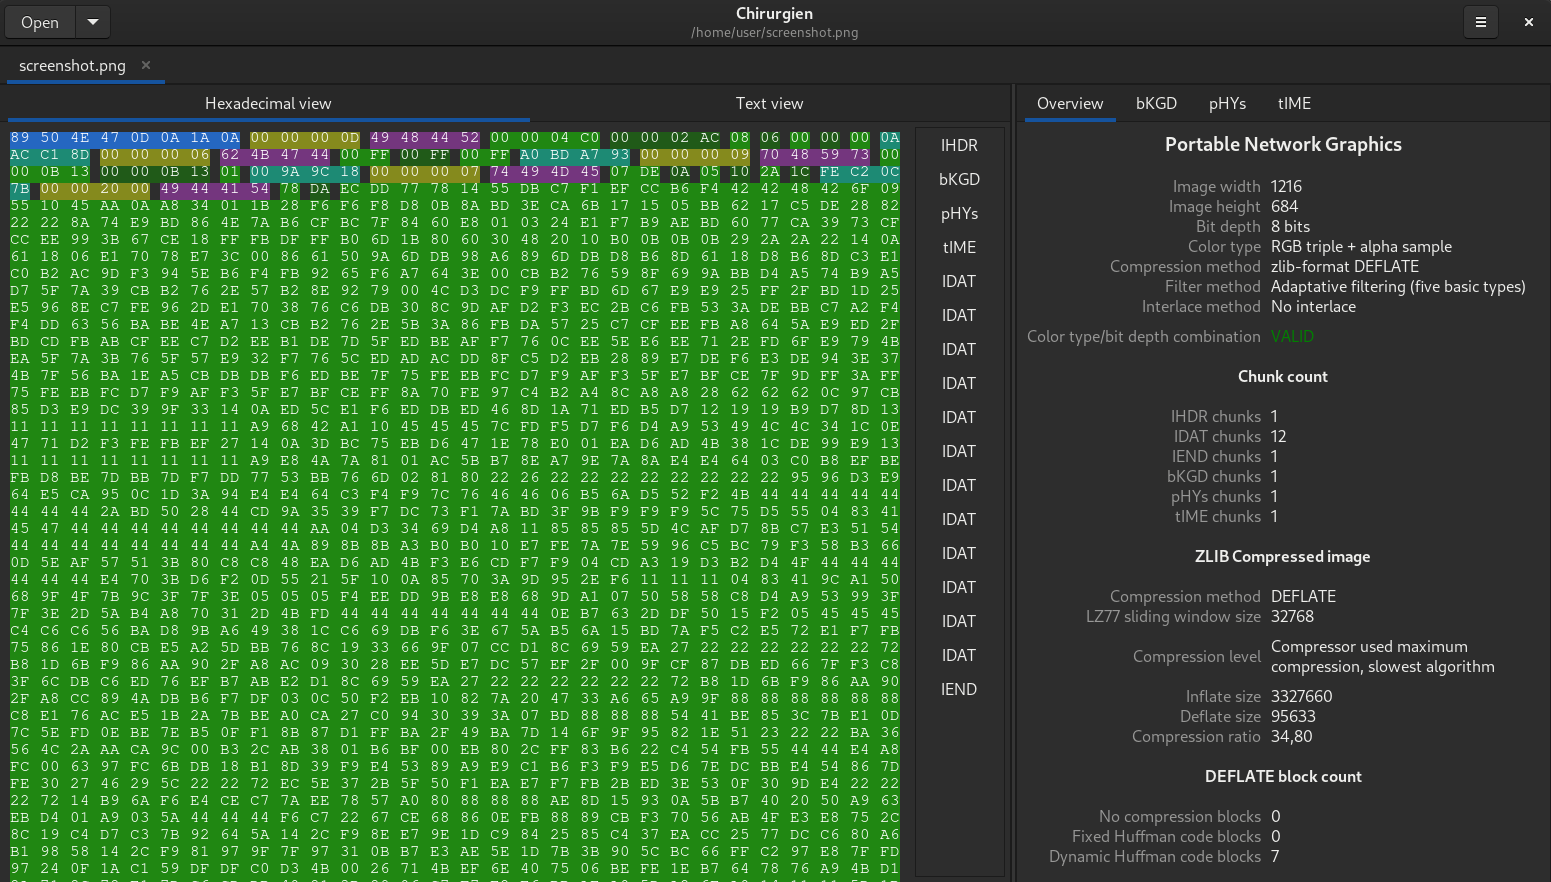 Open
Chirurgien
/home/user/screenshot.png
screenshot.png
Hexadecimal view
Text view
89 50 4E 47 0D 0A 1A 0A 00 00 00 0D 49 48 44 52 00 00 04 C0 00 00 02 AC 08 06 00 00 00 0A
AC C1 8D 00 00 00 06 62 4B 47 44 00 FF 00 FF 00 FF A0 BD A7 93 00 00 00 09 70 48 59 73 00
00 0B 13 00 00 0B 13 01 00 9A 9C 18 00 00 00 07 74 49 4D 45 07 DE 0A 05 10 2A 1C FE C2 0C
7B 00 00 20 00 49 44 41 54 78 DA EC DD 77 78 14 55 DB C7 F1 EF CC B6 F4 42 42 48 42 6F 09
55 10 45 AA 0A A8 34 01 1B 28 F6 F6 F8 D8 0B 8A BD 3E CA 6B 17 15 05 BB 62 17 C5 DE 28 82
22 22 8A 74 E9 BD 86 4E 7A B6 CF BC 7F 84 60 E8 01 03 24 E1 F7 B9 AE BD 60 77 CA 39 73 CF
CC EE 99 3B 67 CE 18 FF FB DF FF B0 6D 1B 80 60 30 48 20 10 B0 0B 0B 0B 29 2A 2A 22 14 0A
61 18 06 E1 70 78 E7 3C 00 86 61 50 9A 6D DB 98 A6 89 6D DB D8 B6 8D 61 18 D8 B6 8D C3 E1
C0 B2 AC 9D F3 94 5E B6 F4 FB 92 65 F6 A7 64 3E 00 CB B2 76 59 8F 69 9A BB D4 A5 74 B9 A5
D7 5F 7A 39 CB B2 76 2E 57 B2 8E 92 79 00 4C D3 DC F9 FF BD 6D 67 E9 E9 25 FF 2F BD 1D 25
E5 96 8E C7 FE 96 2D E1 70 38 76 C6 DB 30 8C 9D AF D2 F3 EC 2B C6 FB 53 3A DE BB C7 A2 F4
F4 DD 63 56 BA BE 4E A7 13 CB B2 76 2E 5B 3A 86 FB DA 57 25 C7 CF EE FB A8 64 5A E9 ED 2F
BD CD FB AB CF EE C7 D2 EE B1 DE 7D 5F ED BE AF F7 76 0C 95 5E E6 EE 71 2E FD 6F E9 79 4B
EA 5F 7A 3B 76 5F 57 E9 32 F7 76 5C ED AD AC DD 8F C5 D2 EB 28 89 E7 DE F6 E3 DE 94 3E 37
4B 7F 56 BA 1E A5 CB DB DB F6 ED BE 7F 75 FE EB FC D7 F9 AF F3 5F E7 BF CE 7F 9D FF 3A FF
75 FE EB FC D7 F9 AF F3 5F E7 BF CE FF 8A 70 FE 97 C4 B2 A4 8C A8 A8 28 62 62 62 0C 97 CB
85 D3 E9 DC 39 9F 33 14 0A ED 5C E1 F6 ED DB ED 46 8D 1A 71 ED B5 D7 12 19 19 B9 D7 8D 13
11 11 11 11 11 11 11 11 A9 68 42 A1 10 45 45 45 7C FD F5 D7 F6 D4 A9 53 49 4C 4C 34 1C 0E
47 71 D2 F3 FE FB EF 27 14 0A 3D BC 75 EB D6 47 1E 78 E0 01 EA D6 AD 4B 38 1C DE 99 E9 13
11 11 11 11 11 11 11 11 A9 E8 4A 7A 81 01 AC 5B B7 8E A7 9E 7A 8A E4 E4 64 03 C0 B8 EF BE
FB D8 BE 7D BB 7D F7 DD 77 53 BB 76 6D 02 81 80 22 26 22 22 22 22 22 22 22 22 22 95 96 D3 E9
64 E5 CA 95 0C 1D 3A 94 E4 E4 64 C3 F4 F9 7C 76 46 46 06 B5 6A D5 52 F2 4B 44 44 44 44 44
44 44 44 2A BD 50 28 44 CD 9A 35 39 F7 DC 73 F1 7A BD 3F 9B F9 F9 F9 5C 75 D5 55 04 83 41
45 47 44 44 44 44 44 44 44 44 AA 04 D3 34 69 D4 A8 11 85 85 85 5D 4C AF D7 8B C7 E3 51 54
44 44 44 44 44 44 44 44 A4 4A 89 8B 8B A3 B0 B0 10 E7 FE 7A 7E 59 96 C5 BC 79 F3 58 B3 66
0D 5E AF 57 51 3B 80 C8 C8 48 EA D6 AD 4B F3 E6 CD F7 F9 04 CD A3 19 D3 B2 D4 4F 44 44 44
44 44 44 E4 70 3B D6 F2 0D 55 21 5F 10 0A 85 70 3A 9D 95 2E F6 11 11 11 04 83 41 9C A1 50
68 9F 4F 7B 9C 3F 7F 3E 05 05 05 F4 EE DD 9B E8 E8 68 9D A1 07 50 58 58 C8 D4 A9 53 99 3F
7F 3E 2D 5A B4 A8 70 31 2D 4B FD 44 44 44 44 44 44 44 0E B7 63 2D DF 50 15 F2 05 45 45 45
C4 C6 C6 56 BA D8 9B A6 49 38 1C C6 69 DB F6 3E 67 5A B5 6A 15 BD 7A F5 C2 E5 72 E1 F7 FB
75 86 1E 80 CB E5 A2 5D BB 76 8C 19 33 66 9F 07 CC D1 8C 69 59 EA 27 22 22 22 22 22 22 72
B8 1D 6B F9 86 AA 90 2F A8 AC 09 30 28 EE 5D E7 DC 57 EF 2F 00 9F CF 87 DB ED 66 7F F3 C8
3F 6C DB C6 ED 76 EF B7 AB E2 D1 8C 69 59 EA 27 22 22 22 22 22 22 72 B8 1D 6B F9 86 AA 90
2F A8 CC 89 4A DB B6 F7 DF 03 0C 50 F2 EB 10 82 7A 20 47 33 A6 65 A9 9F 88 88 88 88 88 88
C8 E1 76 AC E5 1B 2A 7B BE A0 CA 27 C0 94 30 39 3A 07 BD 88 88 88 54 41 BE 85 3C 7B E1 0D
7C 5E FD 0E BE 7E B5 0F F1 8B 87 D1 FF BA 2F 49 BA 7D 14 6F 9F 95 82 1E 51 23 22 22 BA 36
56 4C 2A AA CA 9C 00 B3 2C AB 38 01 B6 BF 00 EB 80 2C FF 83 B6 22 C4 54 FB 55 44 44 E4 A8
FC 00 63 97 FC 6B DB 18 B1 8D 39 F9 E4 53 89 A9 E9 C1 B6 F3 F9 E5 D6 7E DC BB E4 54 86 7D
FE 30 27 46 29 5C 22 22 72 EC 5E 37 2B 5F 50 F1 EA E7 F7 FB 2B ED 3E 53 0F 30 9D E4 22 22
22 72 14 B9 6A F6 E4 CE C7 7A EE 78 57 A0 80 88 88 88 AE 8D 15 93 0A 5B B7 40 20 50 A9 63
EB D4 01 A9 03 5A 44 44 44 F6 C7 22 67 CE 68 86 0E FB 88 89 CB F3 70 56 AB 4F E3 E8 75 2C
8C 19 C4 D7 C3 7B 92 64 5A 14 2C F9 8E E7 9E 1D C9 84 25 85 C4 37 EA CC 25 77 DC C6 80 A6
B1 98 58 14 2C F9 81 97 9F 7F 97 31 0B B7 E3 AE 5E 1D 7B 3B 90 5C BC 66 FF C2 97 E8 7F FD
97 24 0F 1A C1 59 DF DF C0 D3 4B 00 26 71 4B EF 6E 40 75 06 BE FE 1E B7 64 78 76 A9 4B D1
IHDR
bKGD
pHYs
tIME
IDAT
IDAT
IDAT
IDAT
IDAT
IDAT
IDAT
IDAT
IDAT
IDAT
IDAT
IDAT
IEND
Overview
bKGD
pHYs
tIME
Portable Network Graphics
Image width 1216
Image height 684
Bit depth 8 bits
Color type RGB triple + alpha sample
Compression method zlib-format DEFLATE
Filter method Adaptative filtering (five basic types)
Interlace method No interlace
Color type/bit depth combination VALID
Chunk count
IHDR chunks 1
IDAT chunks 12
IEND chunks 1
bKGD chunks 1
pHYs chunks 1
tIME chunks 1
ZLIB Compressed image
Compression method DEFLATE
LZ77 sliding window size 32768
Compression level Compressor used maximum
compression, slowest algorithm
Inflate size 3327660
Deflate size 95633
Compression ratio 34,80
DEFLATE block count
No compression blocks 0
Fixed Huffman code blocks 0
Dynamic Huffman code blocks 7